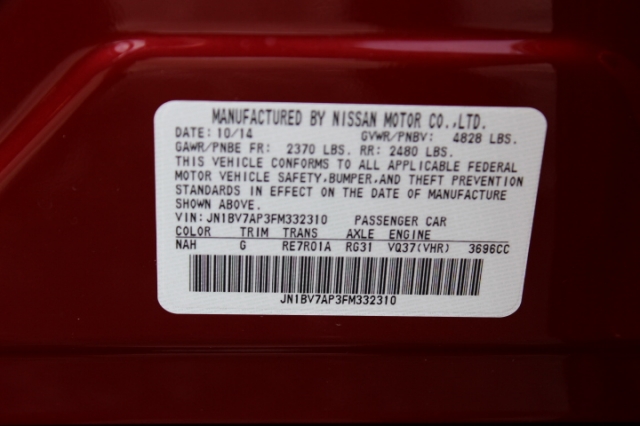 MANUFACTURED BY NISSAN MOTOR CO.,LTD.
DATE: 10/14 GVWR/PNBV: 4828 LBS.
GAWR/PNBE FR: 2370 LBS. RR: 2480 LBS.
THIS VEHICLE CONFORMS TO ALL APPLICABLE FEDERAL
MOTOR VEHICLE SAFETY,BUMPER,AND THEFT PREVENTION
STANDARDS IN EFFECT ON THE DATE OF MANUFACTURE
SHOWN ABOVE.
VIN: JN1BV7AP3FM332310 PASSENGER CAR
COLOR TRIM TRANS AXLE ENGINE
NAH G RE7R01A RG31 VQ37(VHR) 3696CC
JN1BV7AP3FM332310